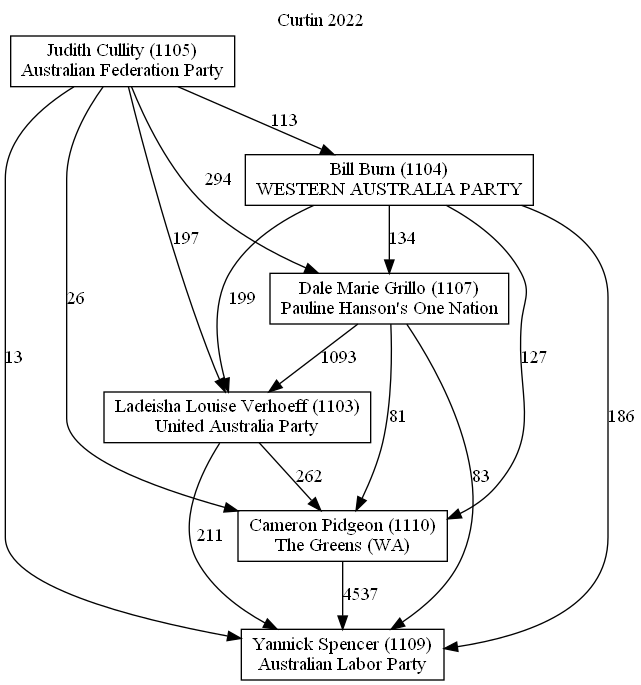 Curtin 2022
Judith Cullity (1105)
Australian Federation Party
113
Bill Burn (1104)
WESTERN AUSTRALIA PARTY
294
197
134
Dale Marie Grillo (1107)
Pauline Hanson's One Nation
26
199
13
1093
127
Ladeisha Louise Verhoeff (1103)
United Australia Party
81
186
262
83
Cameron Pidgeon (1110)
The Greens (WA)
211
4537
Yannick Spencer (1109)
Australian Labor Party